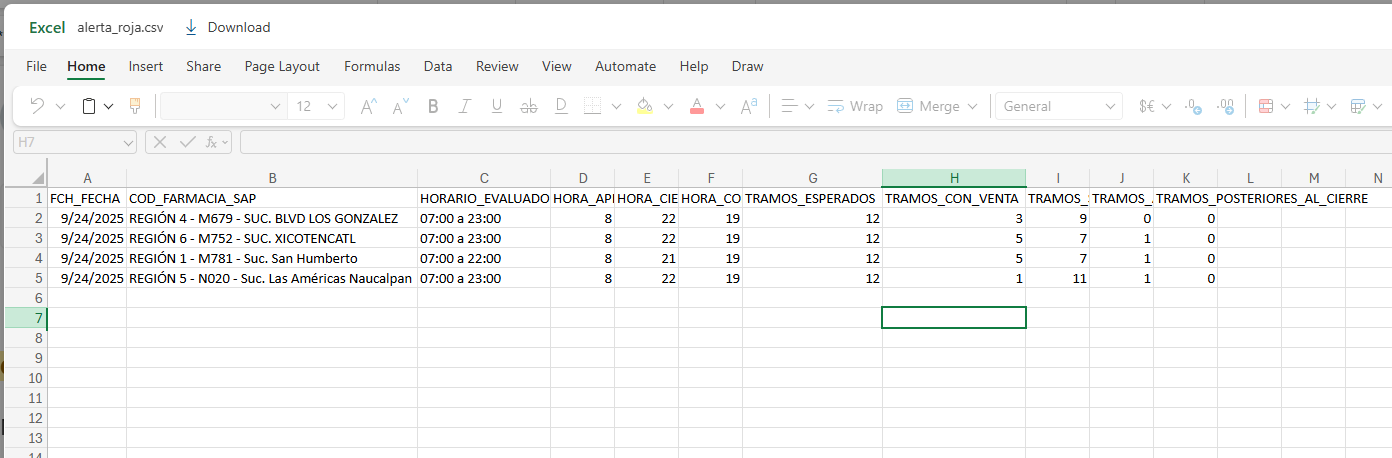 Excel alerta_roja.csv Download
File Home Insert Share Page Layout Formulas Data Review View Automate Help Draw
12 A^ A˅ B I U ab D A Aa Wrap Merge General $€ .0 .00
H7 fx
A B C D E F G H I J K L M N
1 FCH_FECHA COD_FARMACIA_SAP HORARIO_EVALUADO HORA_API HORA_CIE HORA_CO TRAMOS_ESPERADOS TRAMOS_CON_VENTA TRAMOS_ TRAMOS_ TRAMOS_POSTERIORES_AL_CIERRE
2 9/24/2025 REGIÓN 4 - M679 - SUC. BLVD LOS GONZALEZ 07:00 a 23:00 8 22 19 12 3 9 0 0
3 9/24/2025 REGIÓN 6 - M752 - SUC. XICOTENCATL 07:00 a 23:00 8 22 19 12 5 7 1 0
4 9/24/2025 REGIÓN 1 - M781 - Suc. San Humberto 07:00 a 22:00 8 21 19 12 5 7 1 0
5 9/24/2025 REGIÓN 5 - N020 - Suc. Las Américas Naucalpan 07:00 a 23:00 8 22 19 12 1 11 1 0
6
7
8
9
10
11
12
13
14